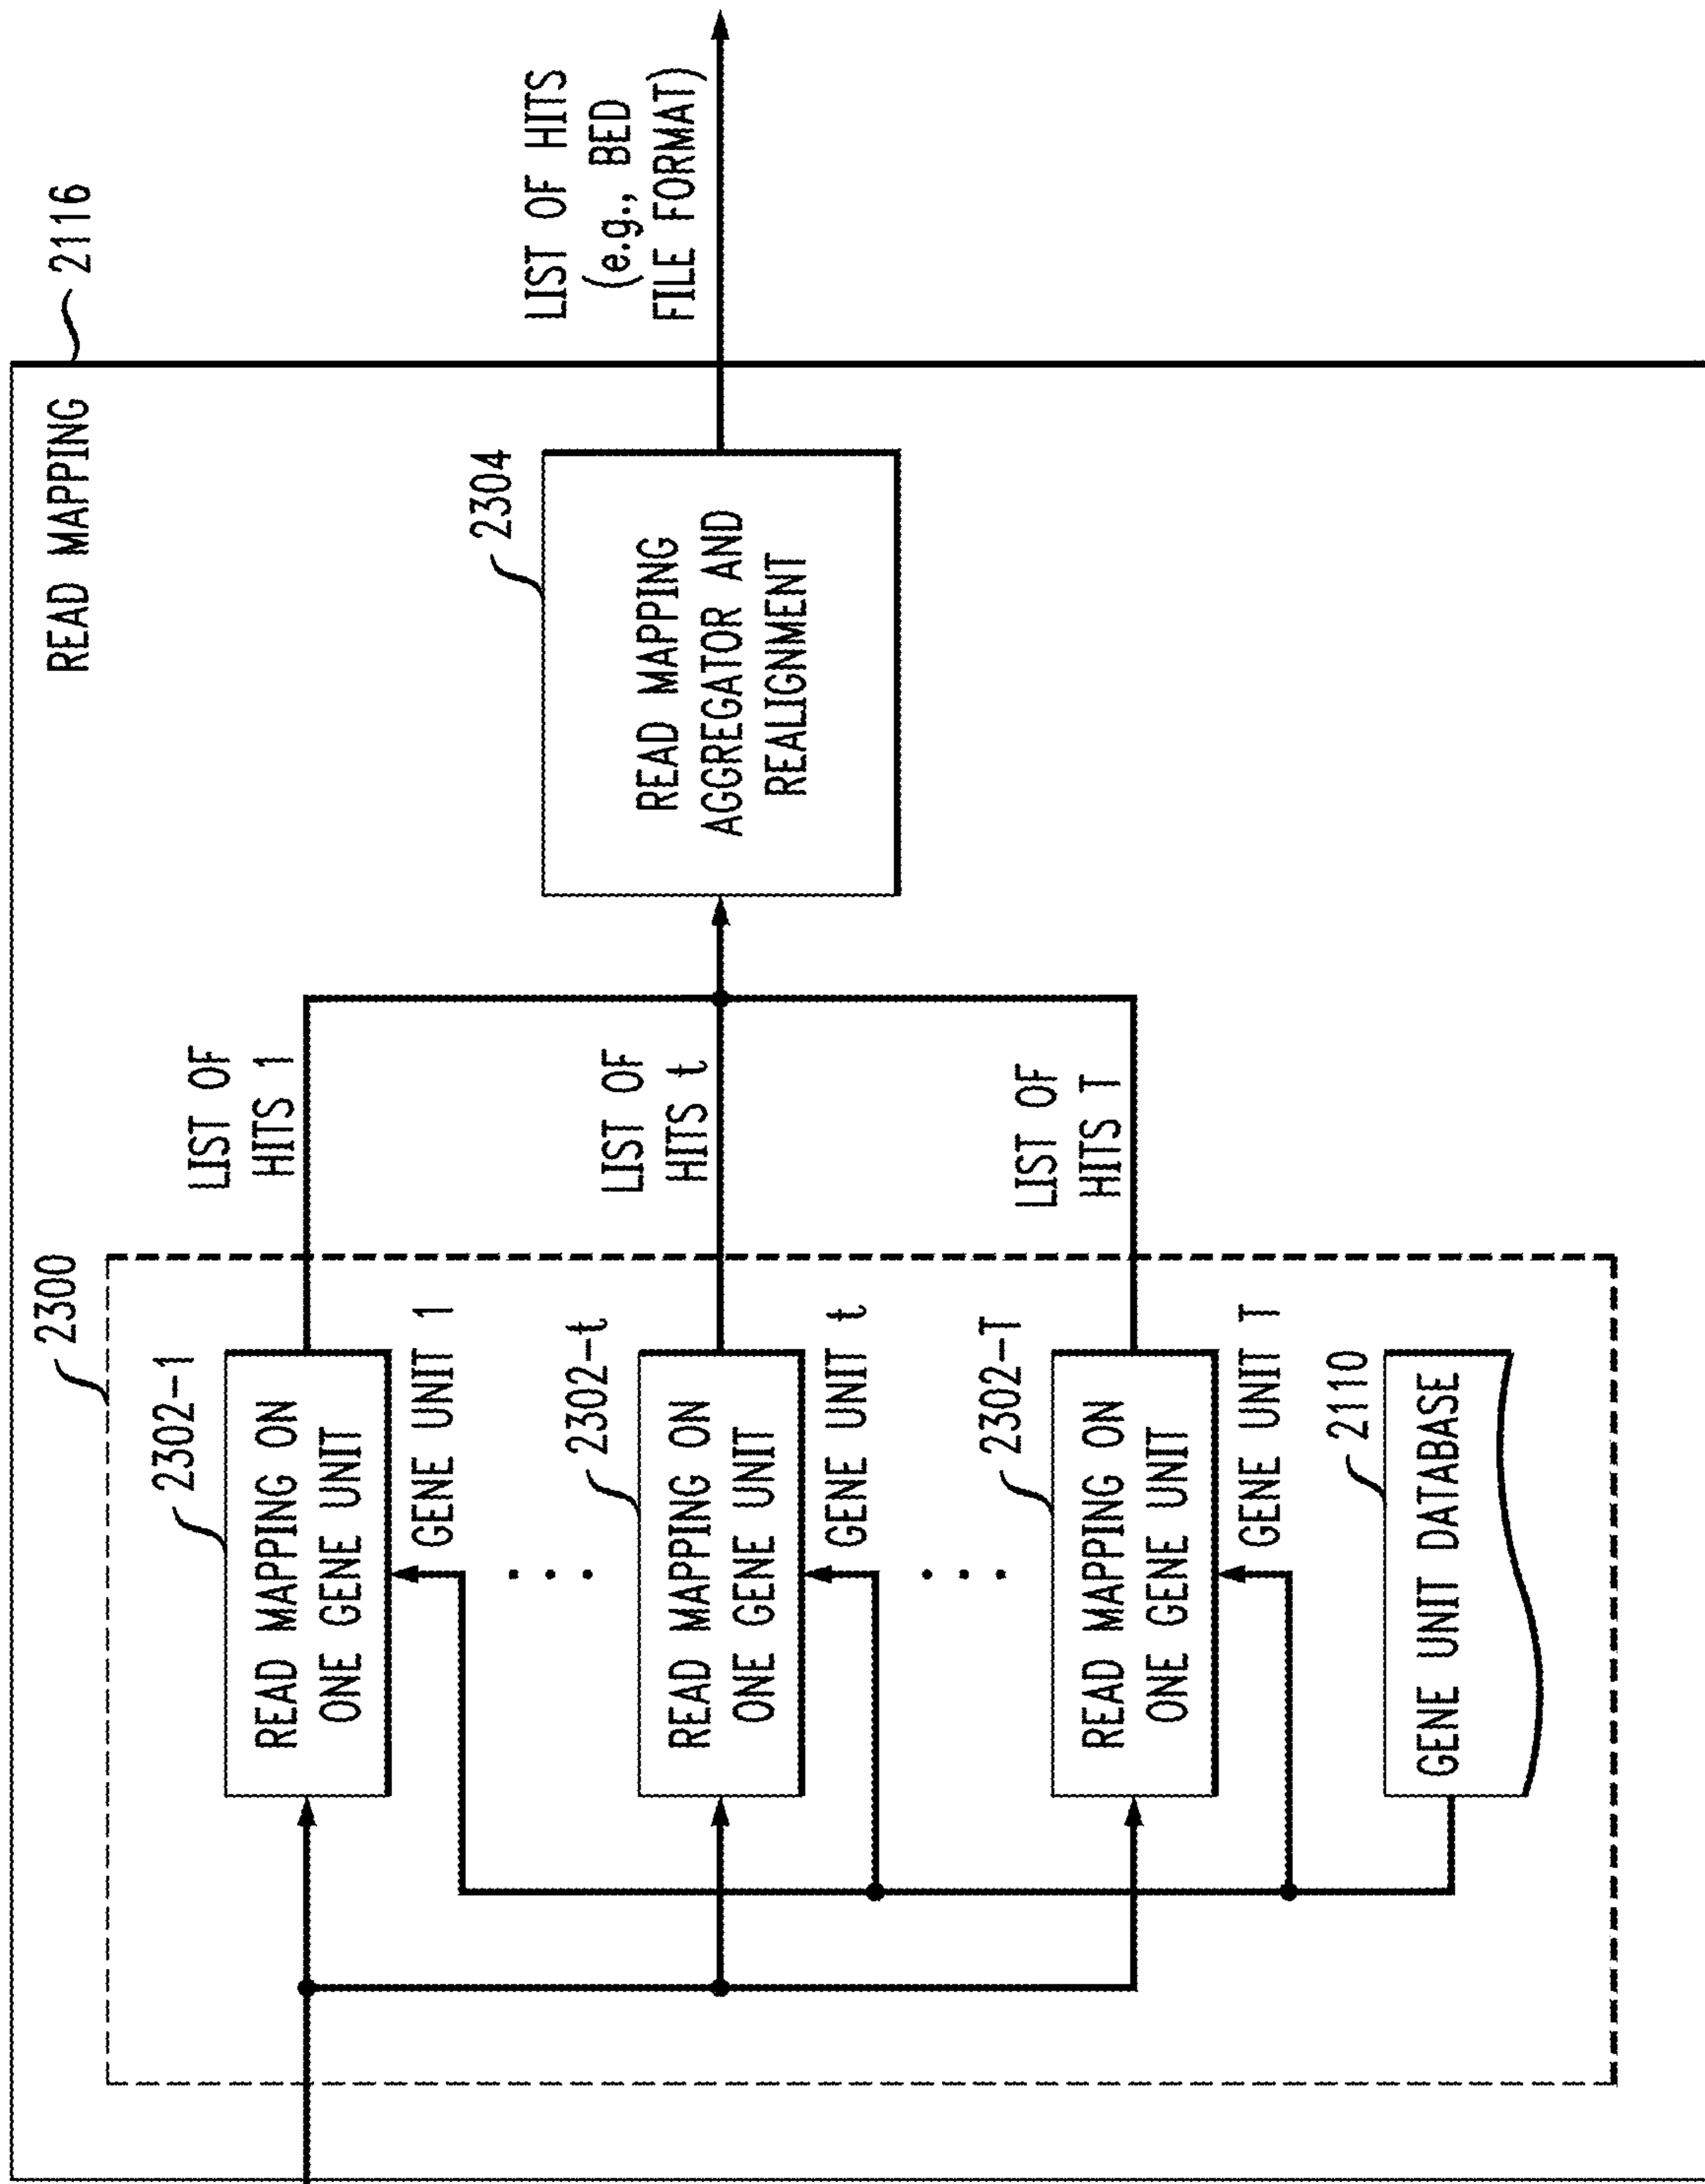 READ MAPPING
2116
2300
2302-1
READ MAPPING ON
ONE GENE UNIT
GENE UNIT 1
LIST OF
HITS 1
2302-t
READ MAPPING ON
ONE GENE UNIT
GENE UNIT t
LIST OF
HITS t
2302-T
READ MAPPING ON
ONE GENE UNIT
GENE UNIT T
LIST OF
HITS T
2110
GENE UNIT DATABASE
2304
READ MAPPING
AGGREGATOR AND
REALIGNMENT
LIST OF HITS
(e.g., BED
FILE FORMAT)